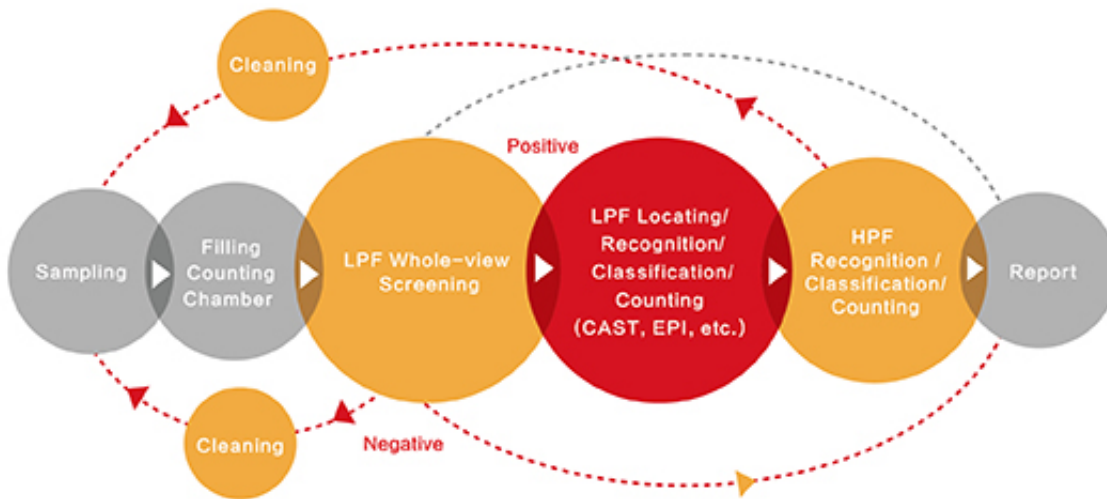 Cleaning
Positive
Sampling
Filling
Counting
Chamber
LPF Whole-view
Screening
LPF Locating/
Recognition/
Classification/
Counting
(CAST, EPI, etc.)
HPF
Recognition /
Classification/
Counting
Report
Cleaning
Negative